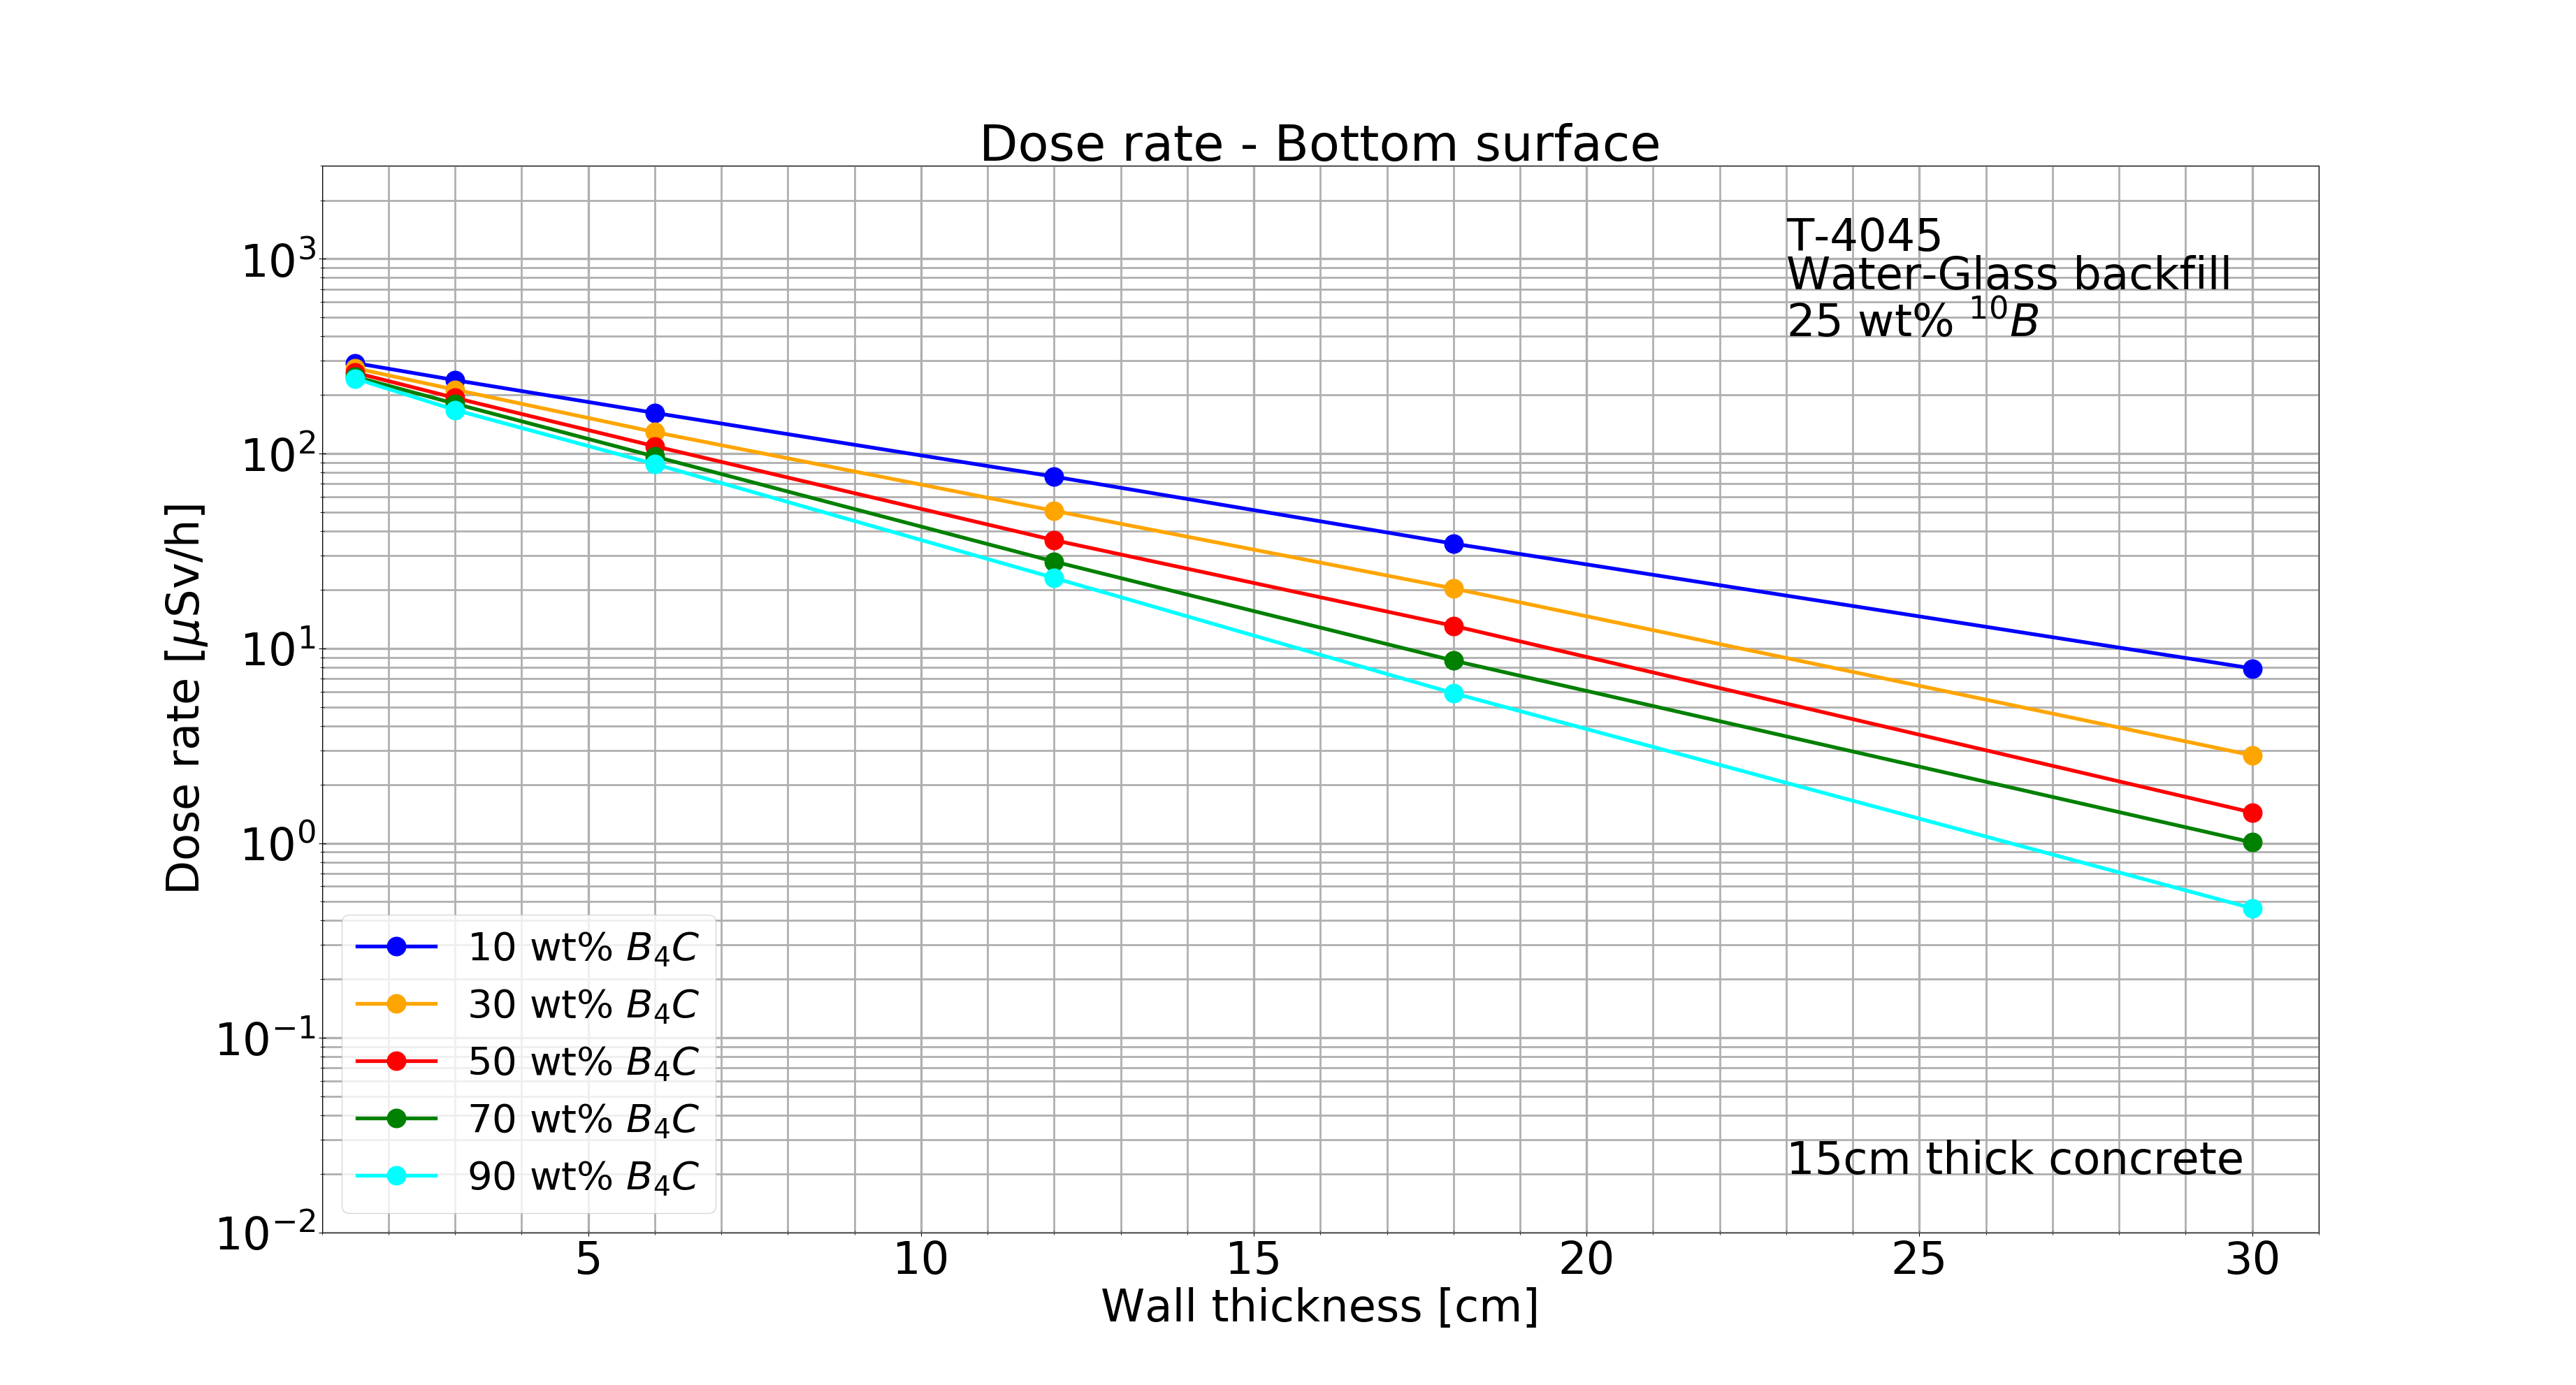 Dose rate - Bottom surface
T-4045
Water-Glass backfill
25 wt% ¹⁰B
10³
10²
10¹
10⁰
10⁻¹
10⁻²
Dose rate [μSv/h]
10 wt% B₄C
30 wt% B₄C
50 wt% B₄C
70 wt% B₄C
90 wt% B₄C
15cm thick concrete
5 10 15 20 25 30
Wall thickness [cm]